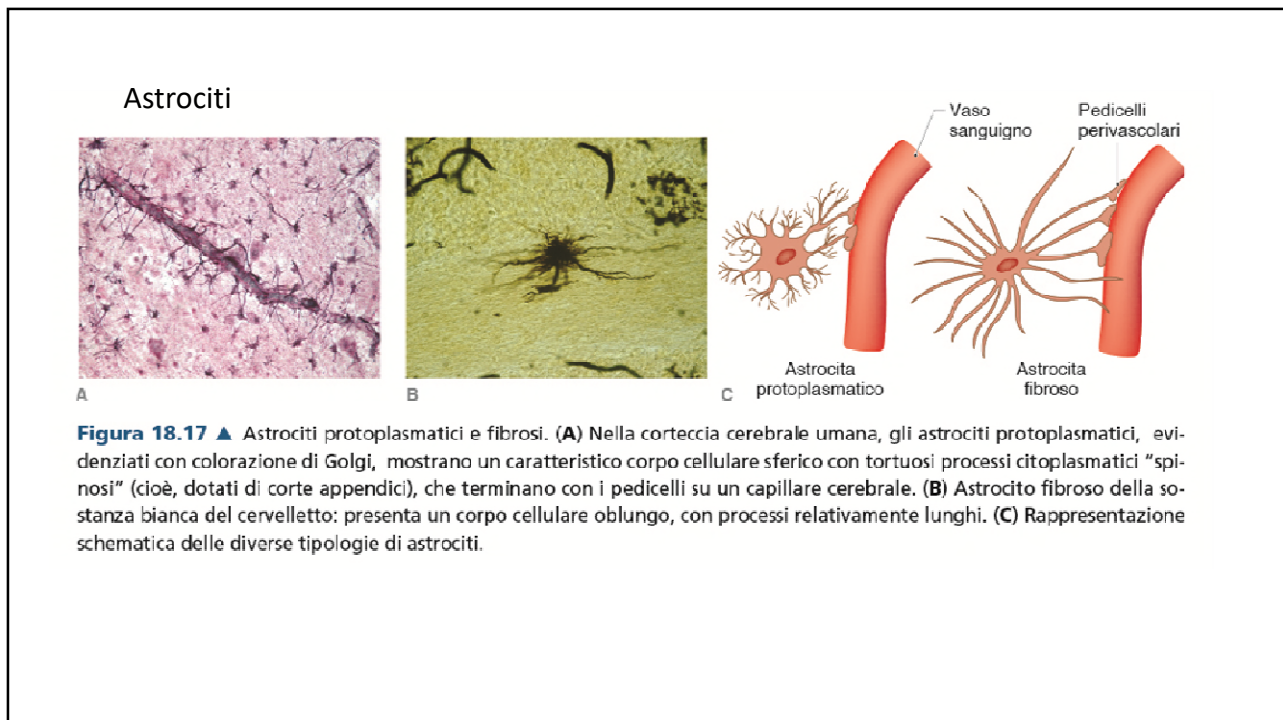 Astrociti
Vaso
sanguigno
Pedicelli
perivascolari
Astrocita
protoplasmatico
Astrocita
fibroso
A
B
C
Figura 18.17 ▲ Astrociti protoplasmatici e fibrosi. (A) Nella corteccia cerebrale umana, gli astrociti protoplasmatici, evi-
denziati con colorazione di Golgi, mostrano un caratteristico corpo cellulare sferico con tortuosi processi citoplasmatici “spi-
nosi” (cioè, dotati di corte appendici), che terminano con i pedicelli su un capillare cerebrale. (B) Astrocito fibroso della so-
stanza bianca del cervelletto: presenta un corpo cellulare oblungo, con processi relativamente lunghi. (C) Rappresentazione
schematica delle diverse tipologie di astrociti.